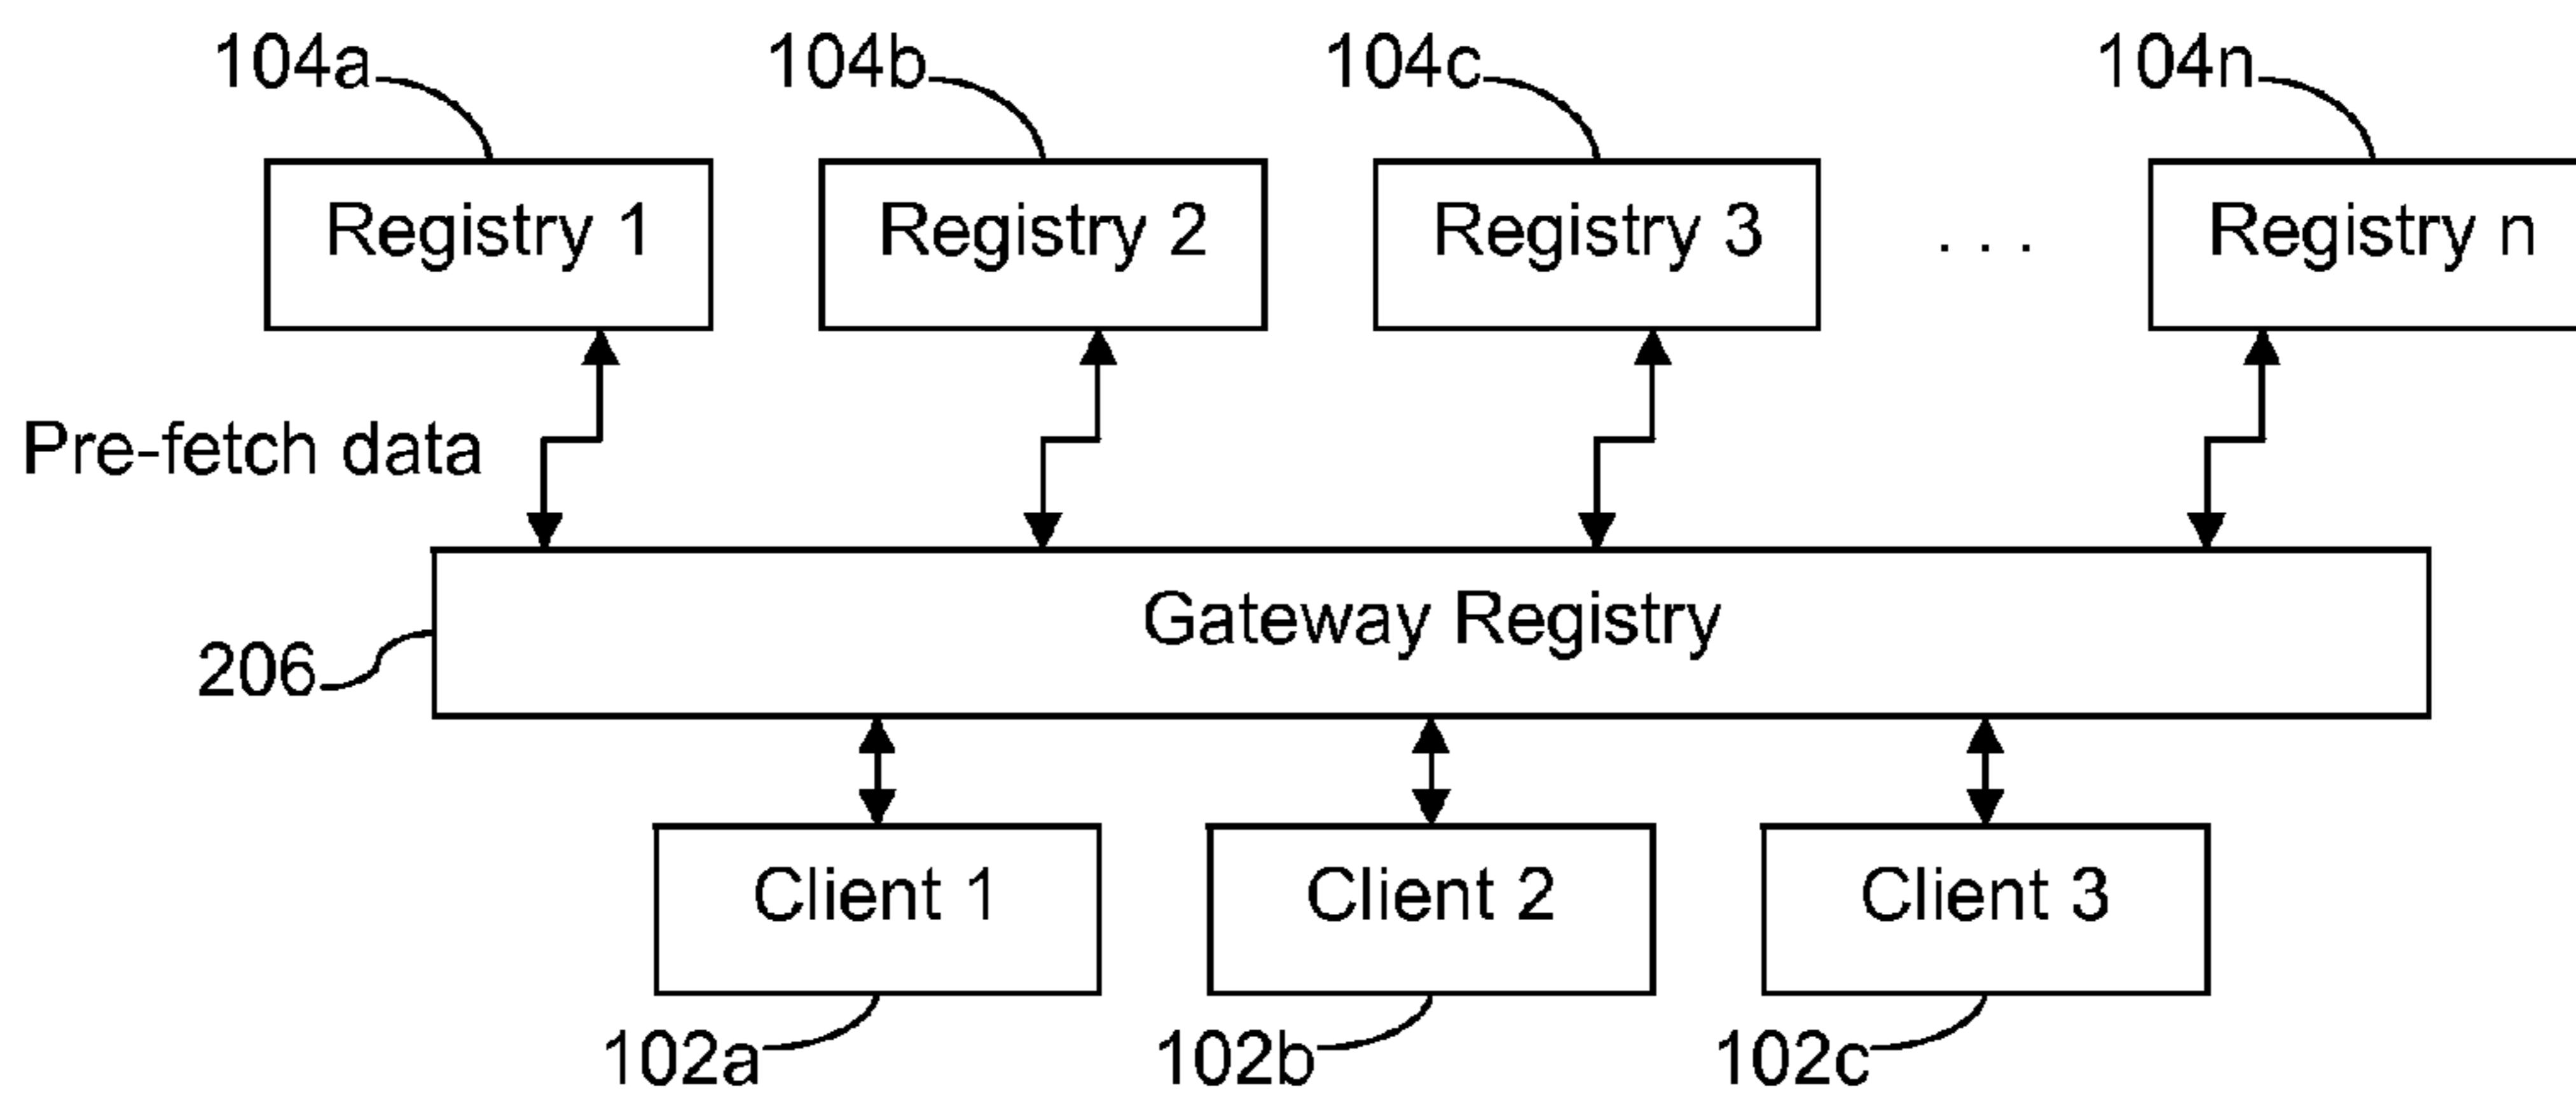 104a
104b
104c
104n
Registry 1
Registry 2
Registry 3
. . .
Registry n
Pre-fetch data
Gateway Registry
206
Client 1
Client 2
Client 3
102a
102b
102c